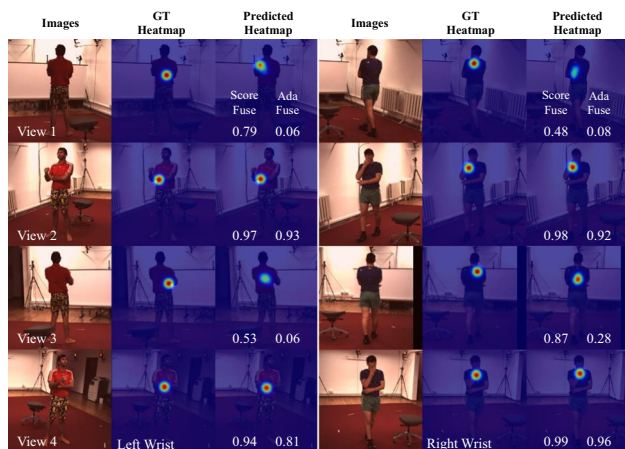 Images GT Heatmap Predicted Heatmap Images GT Heatmap Predicted Heatmap
Score Fuse Ada Fuse Score Fuse Ada Fuse
View 1 0.79 0.06 0.48 0.08
View 2 0.97 0.93 0.98 0.92
View 3 0.53 0.06 0.87 0.28
View 4 Left Wrist 0.94 0.81 Right Wrist 0.99 0.96